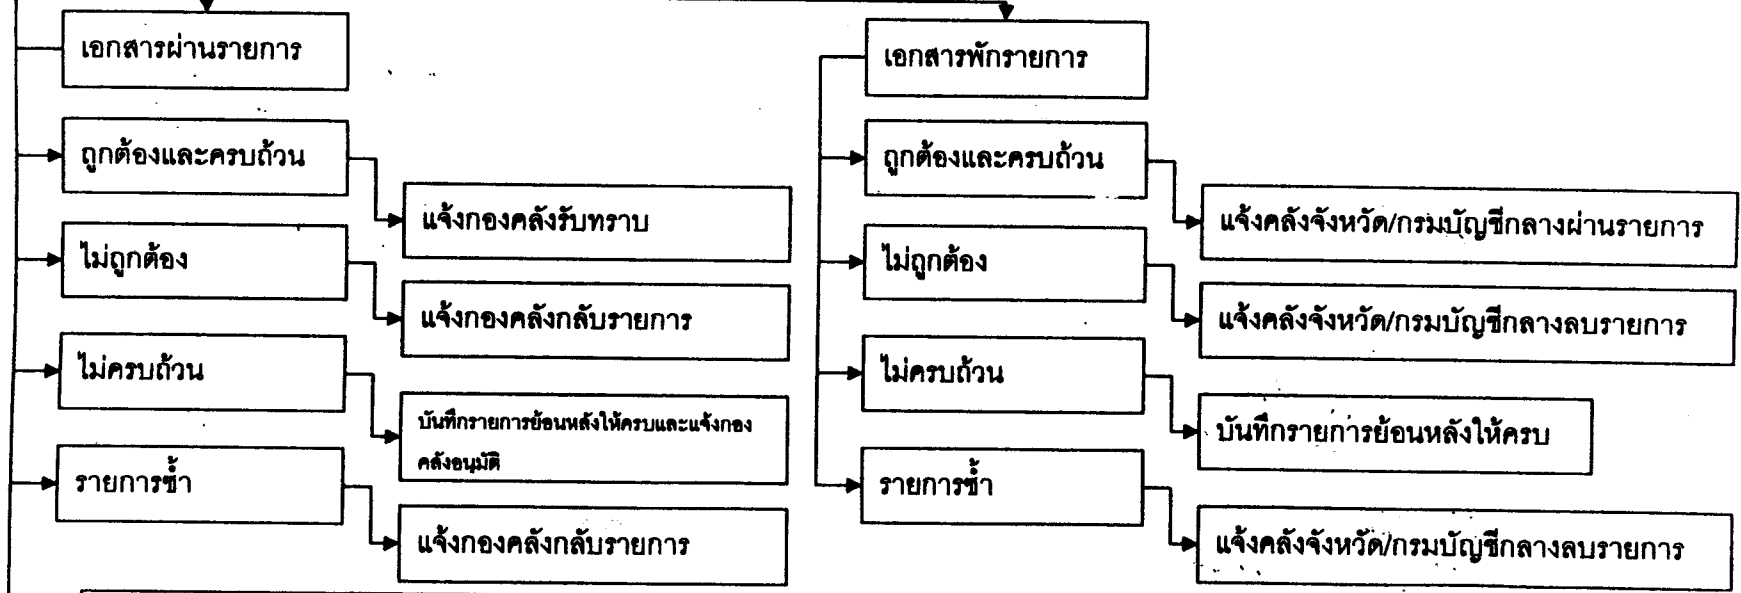 เอกสารผ่านรายการ
ถูกต้องและครบถ้วน
แจ้งกองคลังรับทราบ
ไม่ถูกต้อง
แจ้งกองคลังกลับรายการ
ไม่ครบถ้วน
บันทึกรายการย้อนหลังให้ครบและแจ้งกอง
คลังอนุมัติ
รายการซ้ำ
แจ้งกองคลังกลับรายการ
เอกสารพักรายการ
ถูกต้องและครบถ้วน
แจ้งคลังจังหวัด/กรมบัญชีกลางผ่านรายการ
ไม่ถูกต้อง
แจ้งคลังจังหวัด/กรมบัญชีกลางลบรายการ
ไม่ครบถ้วน
บันทึกรายการย้อนหลังให้ครบ
รายการซ้ำ
แจ้งคลังจังหวัด/กรมบัญชีกลางลบรายการ